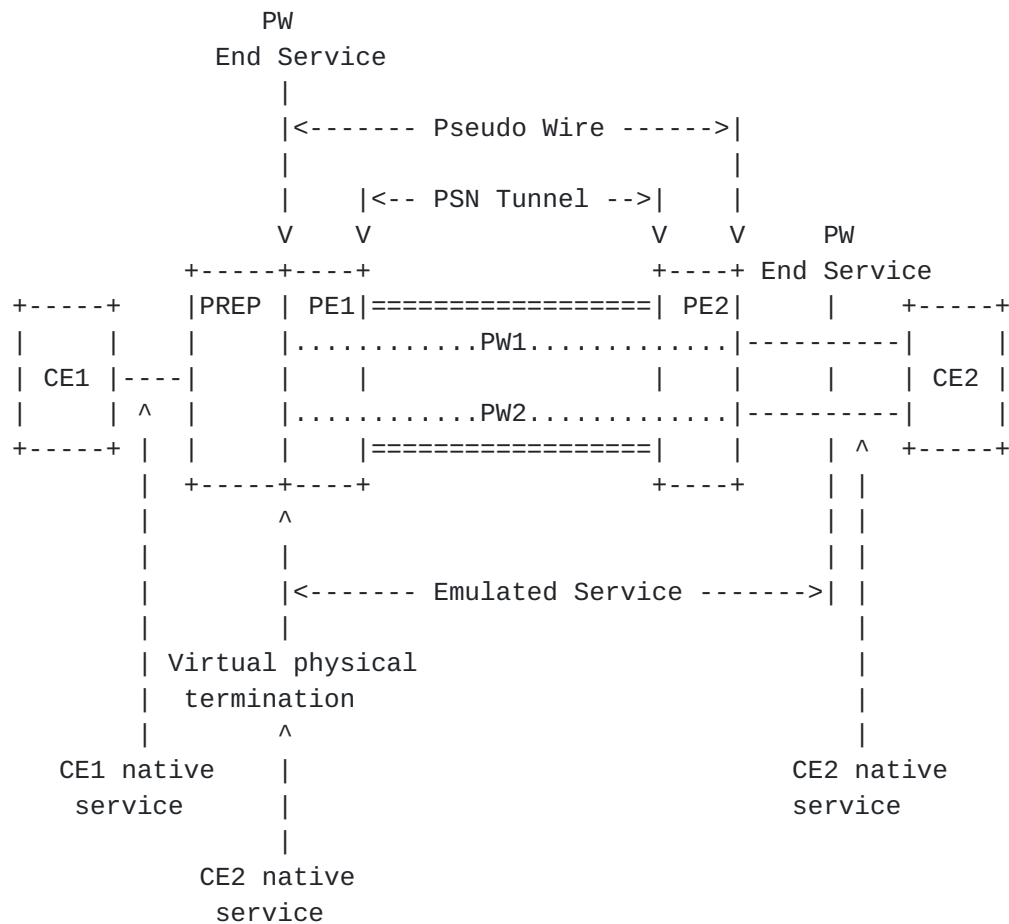 PW
End Service
|
|<------- Pseudo Wire ------>|
|                            |
|    |<-- PSN Tunnel -->|    |
V    V                  V    V     PW
+-----+----+                  +----+ End Service
+-----+    |PREP | PE1|==================| PE2|     |    +-----+
|     |    |     |............PW1.............|----------|     |
| CE1 |----|     |    |                  |    |     |    | CE2 |
|     | ^  |     |............PW2.............|----------|     |
+-----+ |  |     |    |==================|    |     | ^  +-----+
|  +-----+----+                  +----+     | |
|        ^                                  | |
|        |                                  | |
|        |<------- Emulated Service ------->| |
|        |                                    |
| Virtual physical                            |
|  termination                                |
|        ^                                    |
CE1 native    |                                CE2 native
service     |                                service
|
CE2 native
service